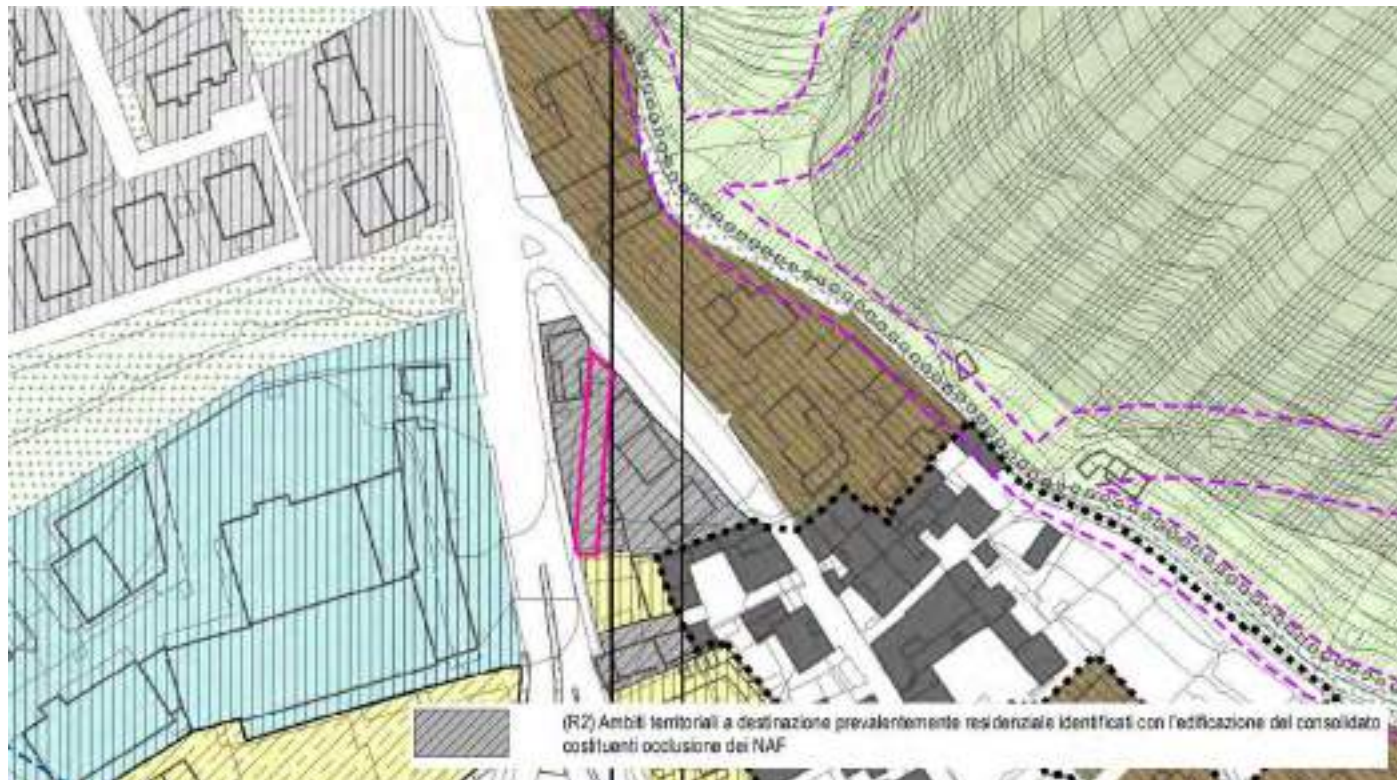 (R2) Ambiti territoriali a destinazione prevalentemente residenziale identificati con l'edificazione del consolidato
costituenti occlusione dei NAF